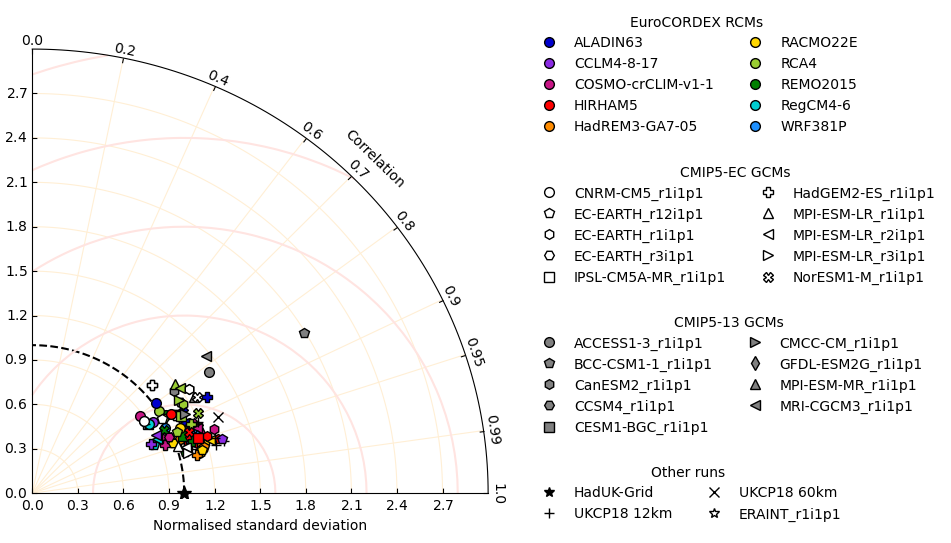 0.0
0.2
0.4
0.6
Correlation
0.7
0.8
0.9
0.95
0.99
1.0
2.7
2.4
2.1
1.8
1.5
1.2
0.9
0.6
0.3
0.0
0.0 0.3 0.6 0.9 1.2 1.5 1.8 2.1 2.4 2.7
Normalised standard deviation
EuroCORDEX RCMs
ALADIN63 RACMO22E
CCLM4-8-17 RCA4
COSMO-crCLIM-v1-1 REMO2015
HIRHAM5 RegCM4-6
HadREM3-GA7-05 WRF381P
CMIP5-EC GCMs
CNRM-CM5_r1i1p1 HadGEM2-ES_r1i1p1
EC-EARTH_r12i1p1 MPI-ESM-LR_r1i1p1
EC-EARTH_r1i1p1 MPI-ESM-LR_r2i1p1
EC-EARTH_r3i1p1 MPI-ESM-LR_r3i1p1
IPSL-CM5A-MR_r1i1p1 NorESM1-M_r1i1p1
CMIP5-13 GCMs
ACCESS1-3_r1i1p1 CMCC-CM_r1i1p1
BCC-CSM1-1_r1i1p1 GFDL-ESM2G_r1i1p1
CanESM2_r1i1p1 MPI-ESM-MR_r1i1p1
CCSM4_r1i1p1 MRI-CGCM3_r1i1p1
CESM1-BGC_r1i1p1
Other runs
HadUK-Grid UKCP18 60km
UKCP18 12km ERAINT_r1i1p1